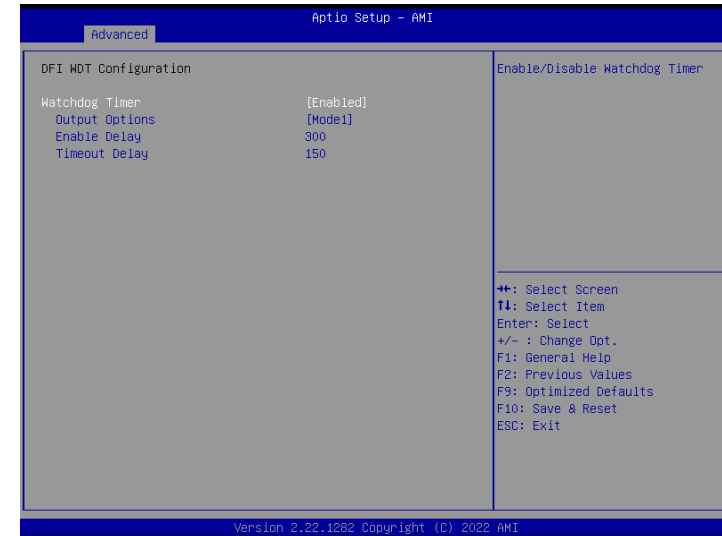 Aptio Setup – AMI
Advanced
DFI WDT Configuration
Watchdog Timer [Enabled]
Output Options [Mode1]
Enable Delay 300
Timeout Delay 150
Enable/Disable Watchdog Timer
→←: Select Screen
↑↓: Select Item
Enter: Select
+/– : Change Opt.
F1: General Help
F2: Previous Values
F9: Optimized Defaults
F10: Save & Reset
ESC: Exit
Version 2.22.1282 Copyright (C) 2022 AMI